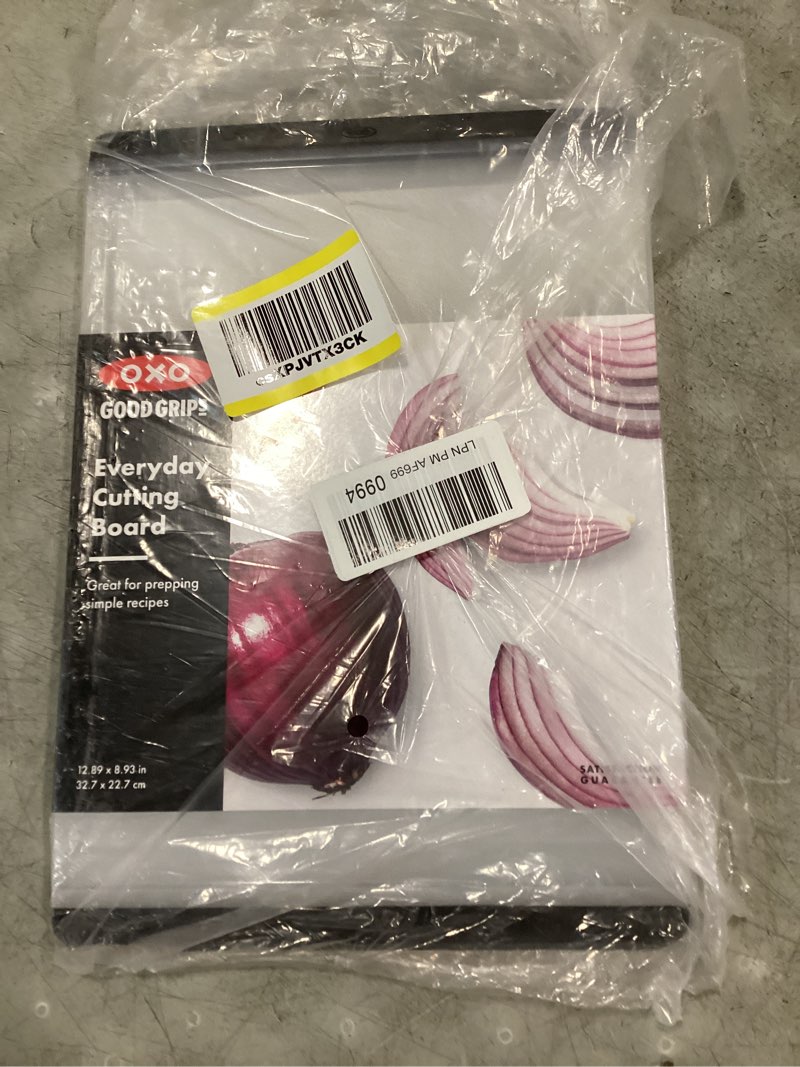 csXPJVTX3CK
OXO
GOOD GRIPS
Everyday
Cutting
Board
Great for prepping
simple recipes
LPN PM AF699 0994
12.89 x 8.93 in
32.7 x 22.7 cm